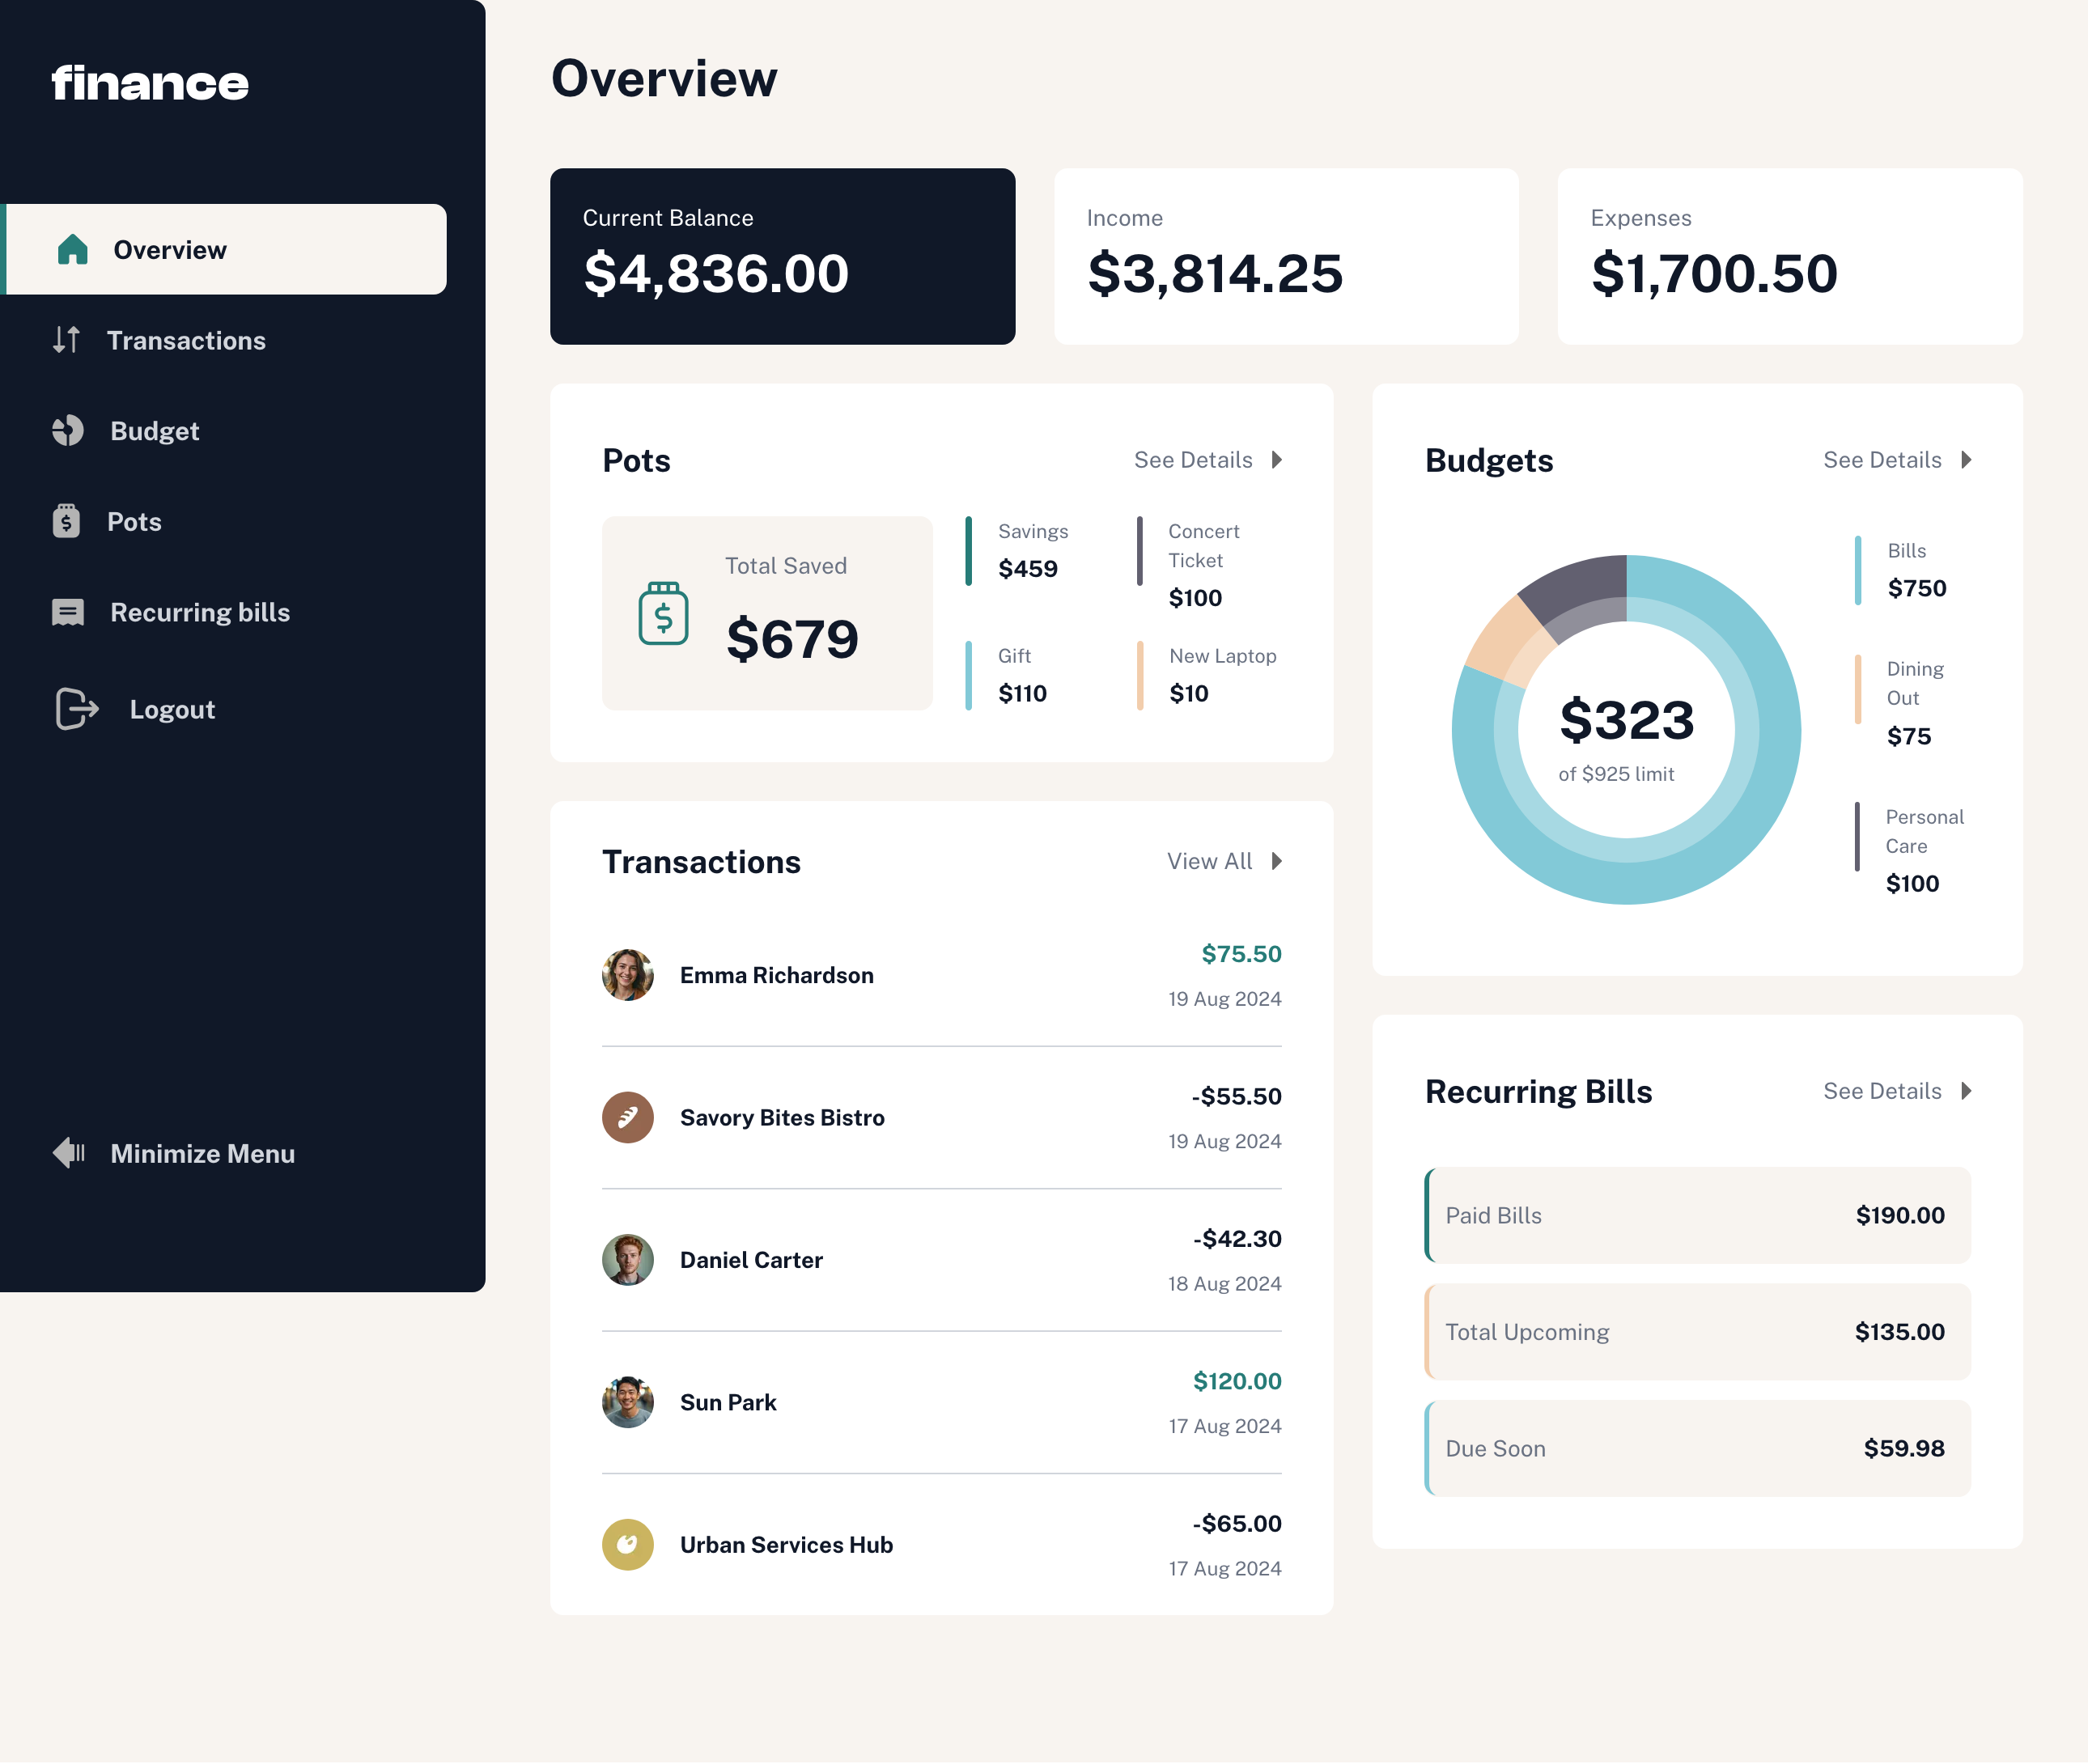 finance
Overview
Transactions
Budget
Pots
Recurring bills
Logout
Minimize Menu
Overview
Current Balance
$4,836.00
Income
$3,814.25
Expenses
$1,700.50
Pots
See Details
Total Saved
$679
Savings
$459
Concert
Ticket
$100
Gift
$110
New Laptop
$10
Transactions
View All
Emma Richardson
$75.50
19 Aug 2024
Savory Bites Bistro
-$55.50
19 Aug 2024
Daniel Carter
-$42.30
18 Aug 2024
Sun Park
$120.00
17 Aug 2024
Urban Services Hub
-$65.00
17 Aug 2024
Budgets
See Details
$323
of $925 limit
Bills
$750
Dining
Out
$75
Personal
Care
$100
Recurring Bills
See Details
Paid Bills
$190.00
Total Upcoming
$135.00
Due Soon
$59.98